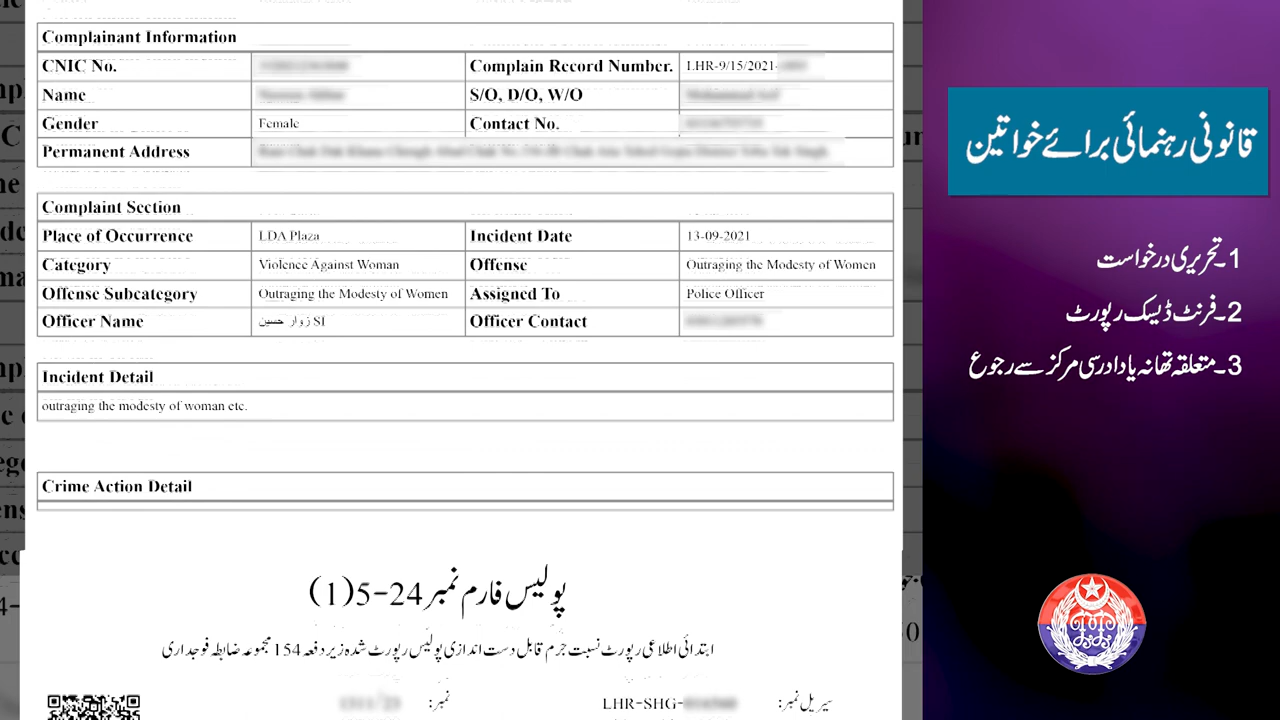 Complainant Information
CNIC No. Complain Record Number. LHR-9/15/2021-
Name S/O, D/O, W/O
Gender Female Contact No.
Permanent Address
Complaint Section
Place of Occurrence LDA Plaza Incident Date 13-09-2021
Category Violence Against Woman Offense Outraging the Modesty of Women
Offense Subcategory Outraging the Modesty of Women Assigned To Police Officer
Officer Name زوار حسین SI Officer Contact
Incident Detail
outraging the modesty of woman etc.
Crime Action Detail
پولیس فارم نمبر 24-5(1)
ابتدائی اطلاعی رپورٹ نسبت جرم قابل دست اندازی پولیس رپورٹ شدہ زیر دفعہ 154 مجموعہ ضابطہ فوجداری
سیریل نمبر: LHR-SHG- نمبر:
قانونی رہنمائی برائے خواتین
1۔تحریری درخواست
2۔فرنٹ ڈیسک رپورٹ
3۔متعلقہ تھانہ یا دادرسی مرکز سے رجوع